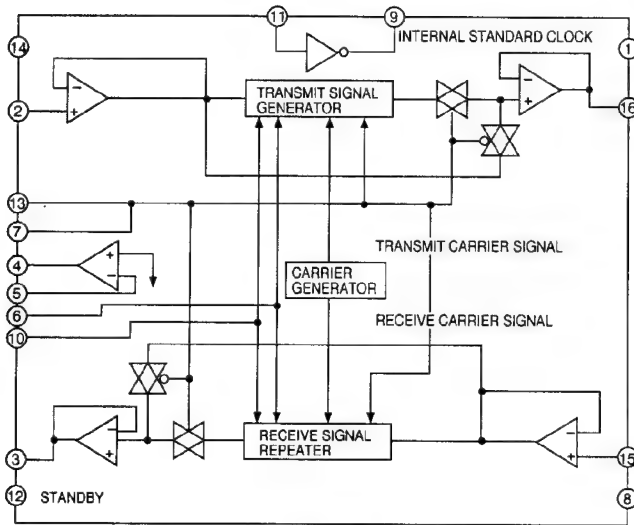 11
9
INTERNAL STANDARD CLOCK
14
1
-
+
TRANSMIT SIGNAL
GENERATOR
-
+
2
16
13
7
TRANSMIT CARRIER SIGNAL
4
+
-
5
CARRIER
GENERATOR
6
RECEIVE CARRIER SIGNAL
10
-
+
RECEIVE SIGNAL
REPEATER
-
+
3
15
12
STANDBY
8